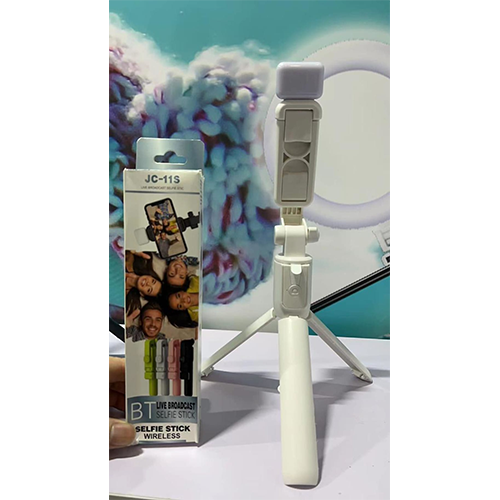 JC-11S
LIVE BROADCAST SELFIE STICK
BT LIVE BROADCAST
SELFIE STICK
SELFIE STICK
WIRELESS